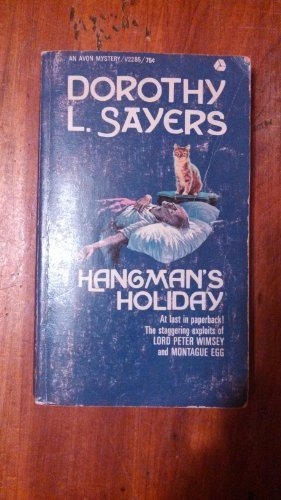 AN AVON MYSTERY/V2285/75¢
DOROTHY
L. SAYERS
HANGMAN'S
HOLIDAY
At last in paperback!
The staggering exploits of
LORD PETER WIMSEY
and MONTAGUE EGG